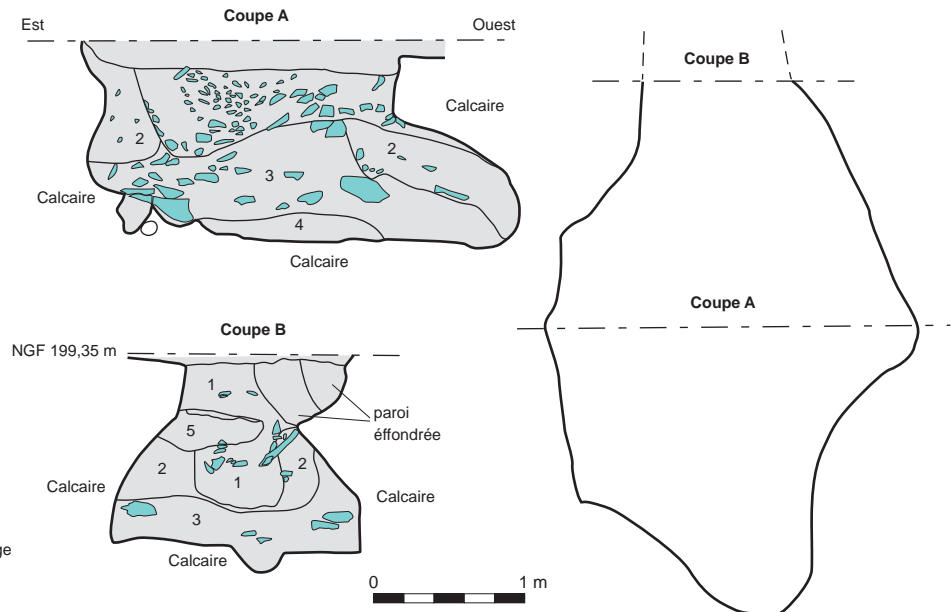 Coupe A
Est
Ouest
Calcaire
2
2
3
Calcaire
4
Calcaire
Coupe B
NGF 199,35 m
1
paroi
éffondrée
5
2
2
1
Calcaire
Calcaire
3
Calcaire
ge
0
1 m
Coupe B
Coupe A